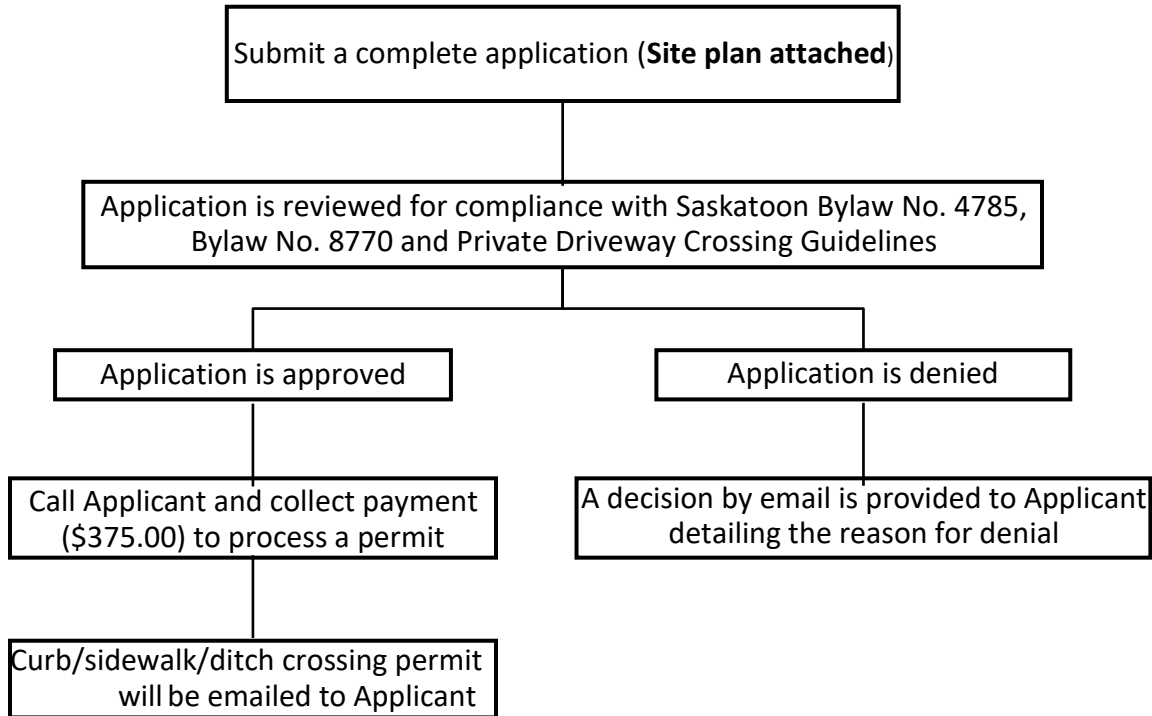 Submit a complete application (Site plan attached)
Application is reviewed for compliance with Saskatoon Bylaw No. 4785,
Bylaw No. 8770 and Private Driveway Crossing Guidelines
Application is approved
Application is denied
Call Applicant and collect payment
($375.00) to process a permit
A decision by email is provided to Applicant
detailing the reason for denial
Curb/sidewalk/ditch crossing permit
will be emailed to Applicant